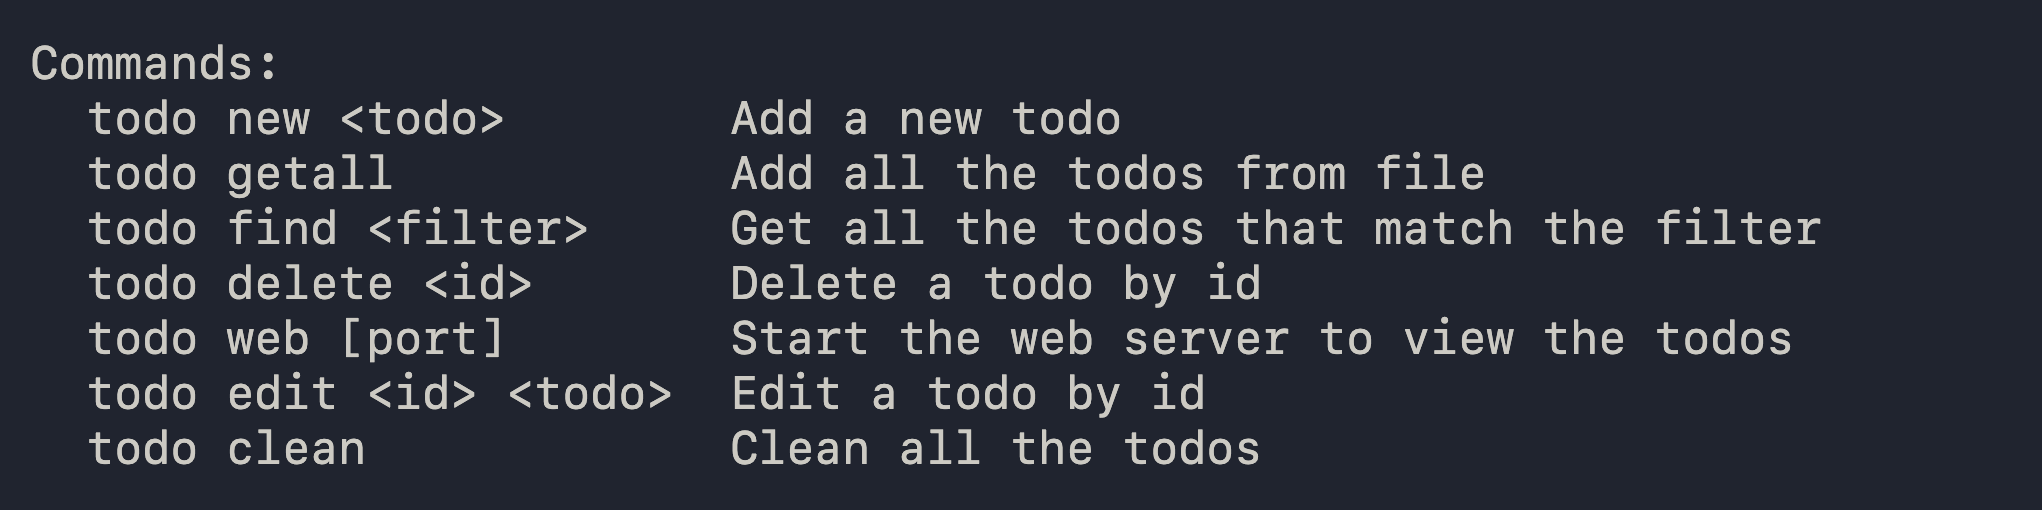 Commands:
  todo new <todo>        Add a new todo
  todo getall            Add all the todos from file
  todo find <filter>     Get all the todos that match the filter
  todo delete <id>       Delete a todo by id
  todo web [port]        Start the web server to view the todos
  todo edit <id> <todo>  Edit a todo by id
  todo clean             Clean all the todos